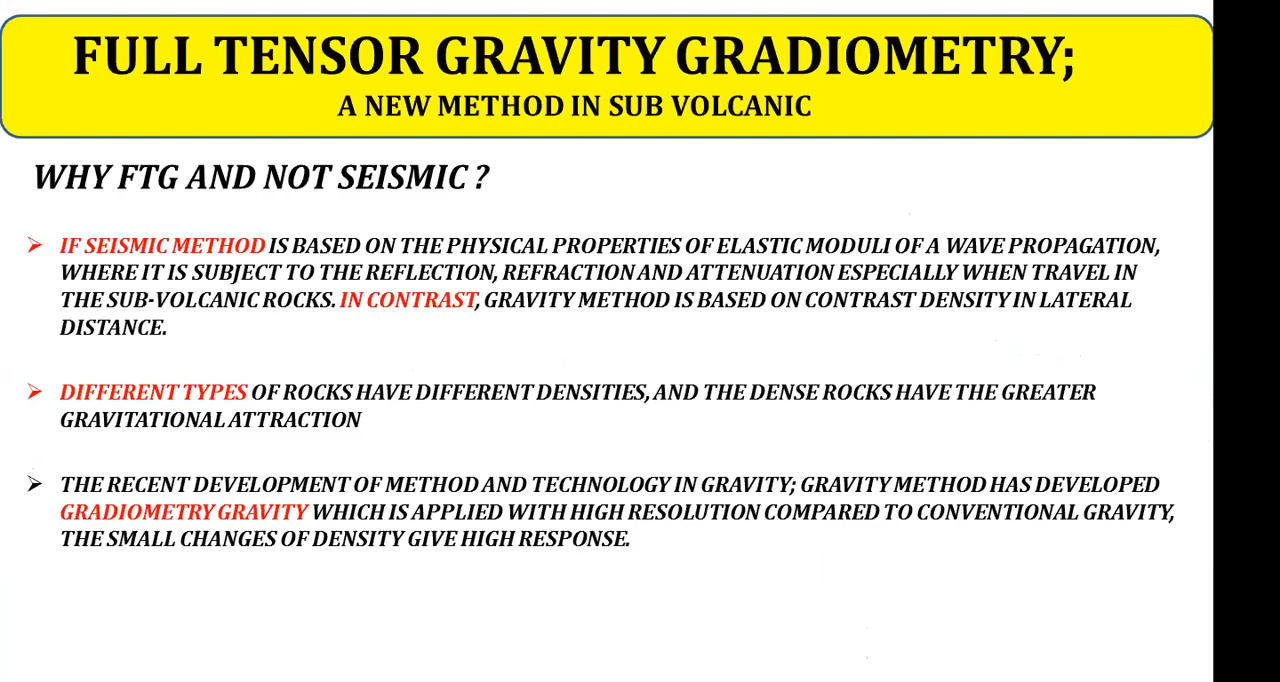 FULL TENSOR GRAVITY GRADIOMETRY;
A NEW METHOD IN SUB VOLCANIC
WHY FTG AND NOT SEISMIC ?
➢ IF SEISMIC METHOD IS BASED ON THE PHYSICAL PROPERTIES OF ELASTIC MODULI OF A WAVE PROPAGATION,
WHERE IT IS SUBJECT TO THE REFLECTION, REFRACTION AND ATTENUATION ESPECIALLY WHEN TRAVEL IN
THE SUB-VOLCANIC ROCKS. IN CONTRAST, GRAVITY METHOD IS BASED ON CONTRAST DENSITY IN LATERAL
DISTANCE.
➢ DIFFERENT TYPES OF ROCKS HAVE DIFFERENT DENSITIES, AND THE DENSE ROCKS HAVE THE GREATER
GRAVITATIONAL ATTRACTION
➢ THE RECENT DEVELOPMENT OF METHOD AND TECHNOLOGY IN GRAVITY; GRAVITY METHOD HAS DEVELOPED
GRADIOMETRY GRAVITY WHICH IS APPLIED WITH HIGH RESOLUTION COMPARED TO CONVENTIONAL GRAVITY,
THE SMALL CHANGES OF DENSITY GIVE HIGH RESPONSE.